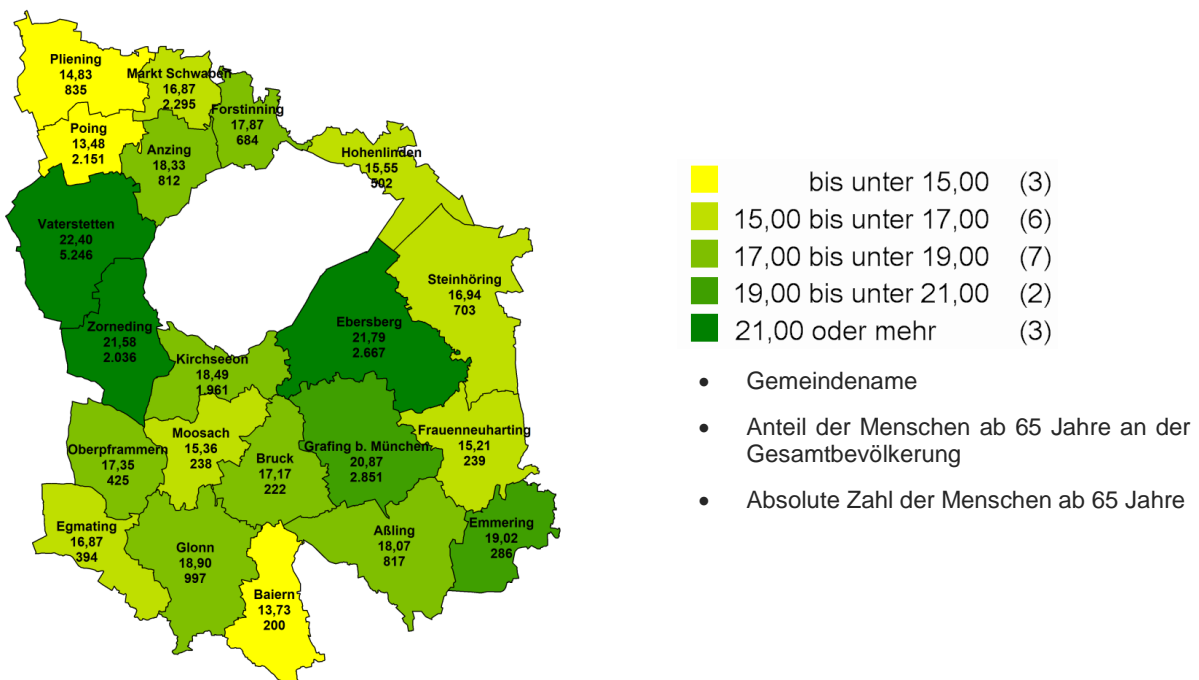 Pliening
14,83
835
Markt Schwaben
16,87
2.295
Forstinning
17,87
684
Poing
13,48
2.151
Anzing
18,33
812
Hohenlinden
15,55
502
Vaterstetten
22,40
5.246
Steinhöring
16,94
703
Zorneding
21,58
2.036
Ebersberg
21,79
2.667
Kirchseeon
18,49
1.961
Moosach
15,36
238
Frauenneuharting
15,21
239
Oberpframmern
17,35
425
Bruck
17,17
222
Grafing b. München
20,87
2.851
Egmating
16,87
394
Glonn
18,90
997
Aßling
18,07
817
Emmering
19,02
286
Baiern
13,73
200
bis unter 15,00 (3)
15,00 bis unter 17,00 (6)
17,00 bis unter 19,00 (7)
19,00 bis unter 21,00 (2)
21,00 oder mehr (3)
• Gemeindename
• Anteil der Menschen ab 65 Jahre an der
Gesamtbevölkerung
• Absolute Zahl der Menschen ab 65 Jahre